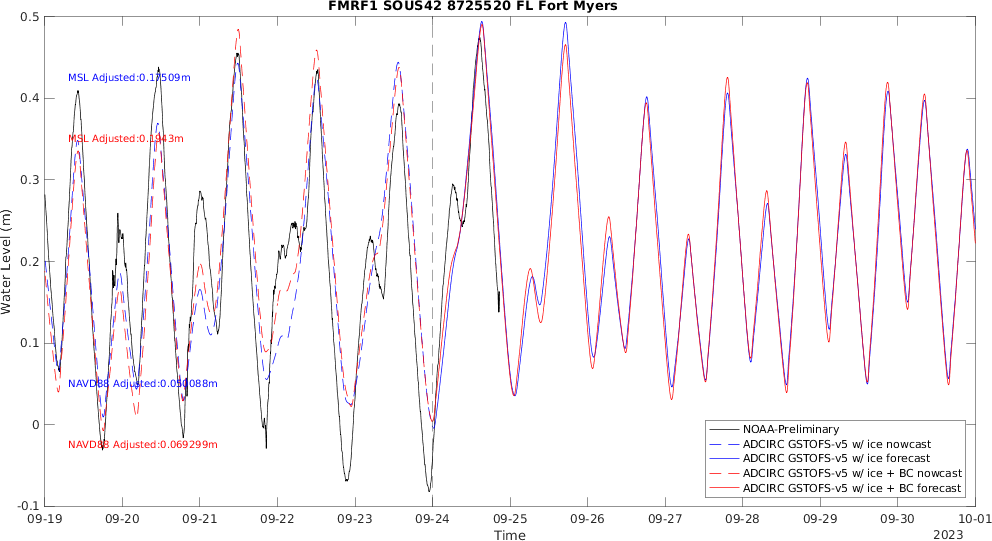 FMRF1 SOUS42 8725520 FL Fort Myers
0.5
0.4
0.3
0.2
0.1
0
-0.1
Water Level (m)
MSL Adjusted:0.17509m
MSL Adjusted:0.1943m
NAVD88 Adjusted:0.050088m
NAVD88 Adjusted:0.069299m
NOAA-Preliminary
ADCIRC GSTOFS-v5 w/ ice nowcast
ADCIRC GSTOFS-v5 w/ ice forecast
ADCIRC GSTOFS-v5 w/ ice + BC nowcast
ADCIRC GSTOFS-v5 w/ ice + BC forecast
09-19 09-20 09-21 09-22 09-23 09-24 09-25 09-26 09-27 09-28 09-29 09-30 10-01
Time
2023